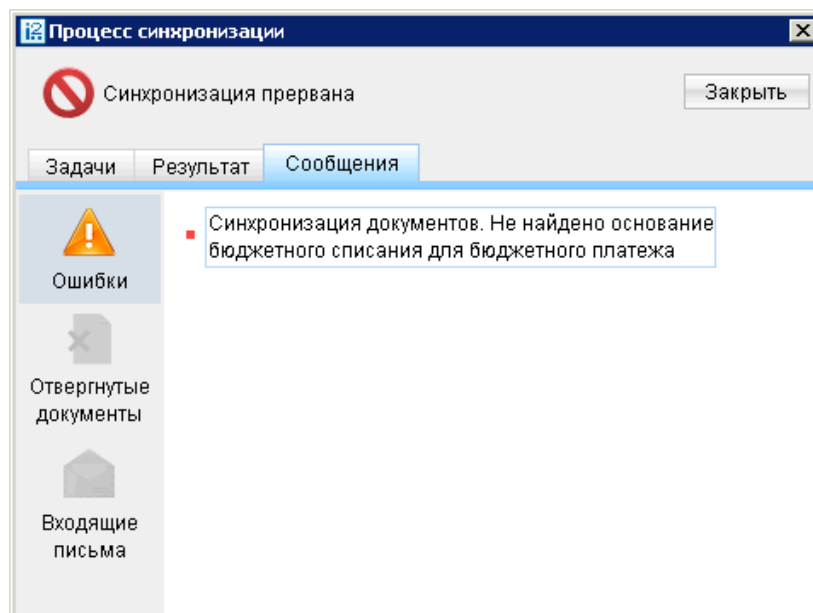 Процесс синхронизации
Синхронизация прервана
Закрыть
Задачи
Результат
Сообщения
Ошибки
Отвергнутые
документы
Входящие
письма
Синхронизация документов. Не найдено основание
бюджетного списания для бюджетного платежа